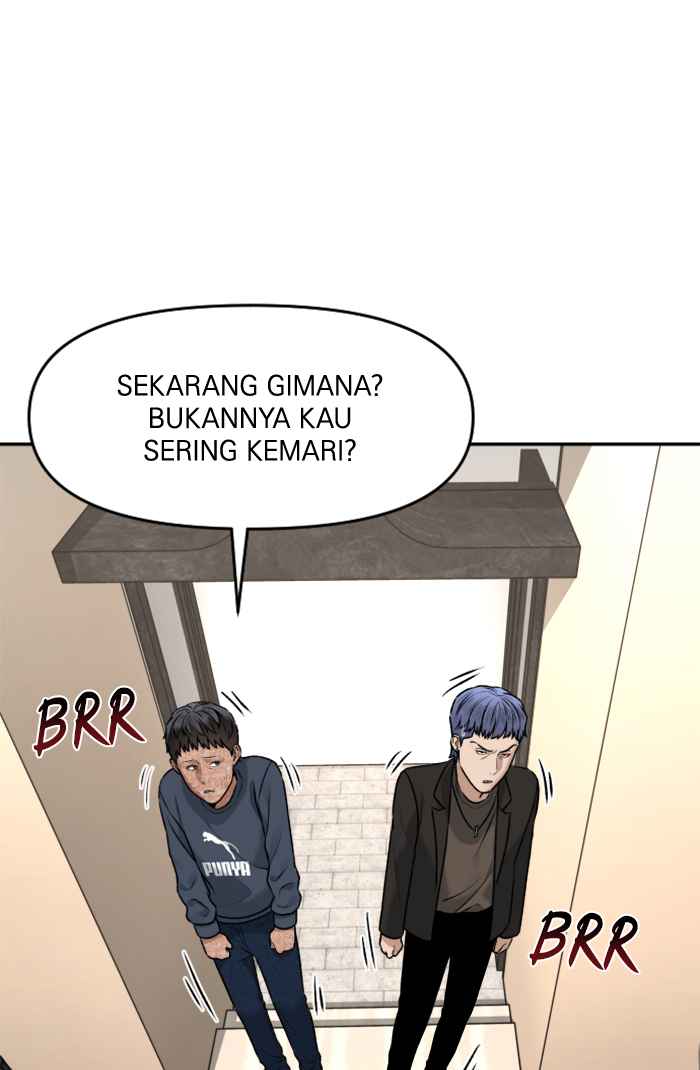 SEKARANG GIMANA?
BUKANNYA KAU
SERING KEMARI?
BRR
PUNYA
BRR